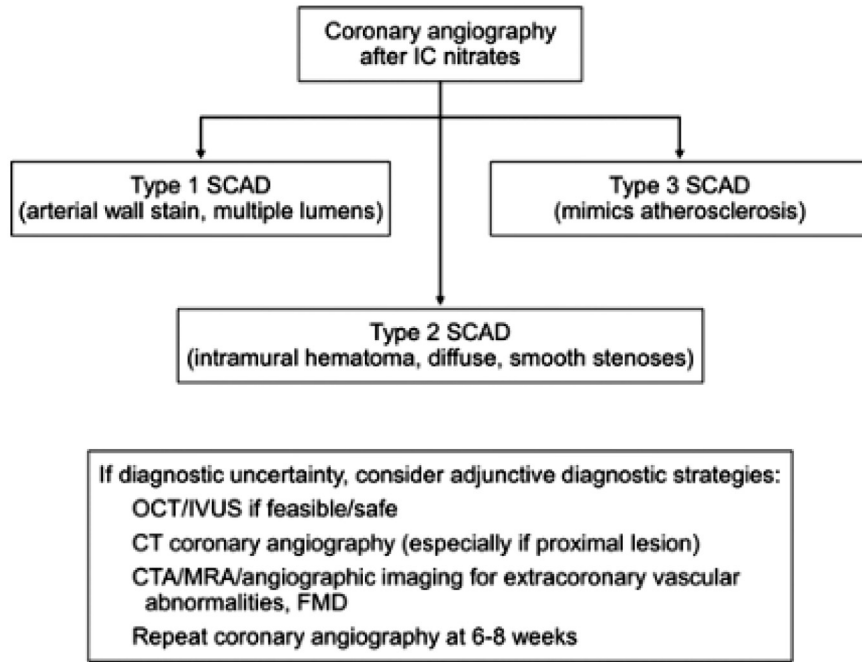 Coronary angiography
after IC nitrates
Type 1 SCAD
(arterial wall stain, multiple lumens)
Type 3 SCAD
(mimics atherosclerosis)
Type 2 SCAD
(intramural hematoma, diffuse, smooth stenoses)
If diagnostic uncertainty, consider adjunctive diagnostic strategies:
OCT/IVUS if feasible/safe
CT coronary angiography (especially if proximal lesion)
CTA/MRA/angiographic imaging for extracoronary vascular
abnormalities, FMD
Repeat coronary angiography at 6-8 weeks